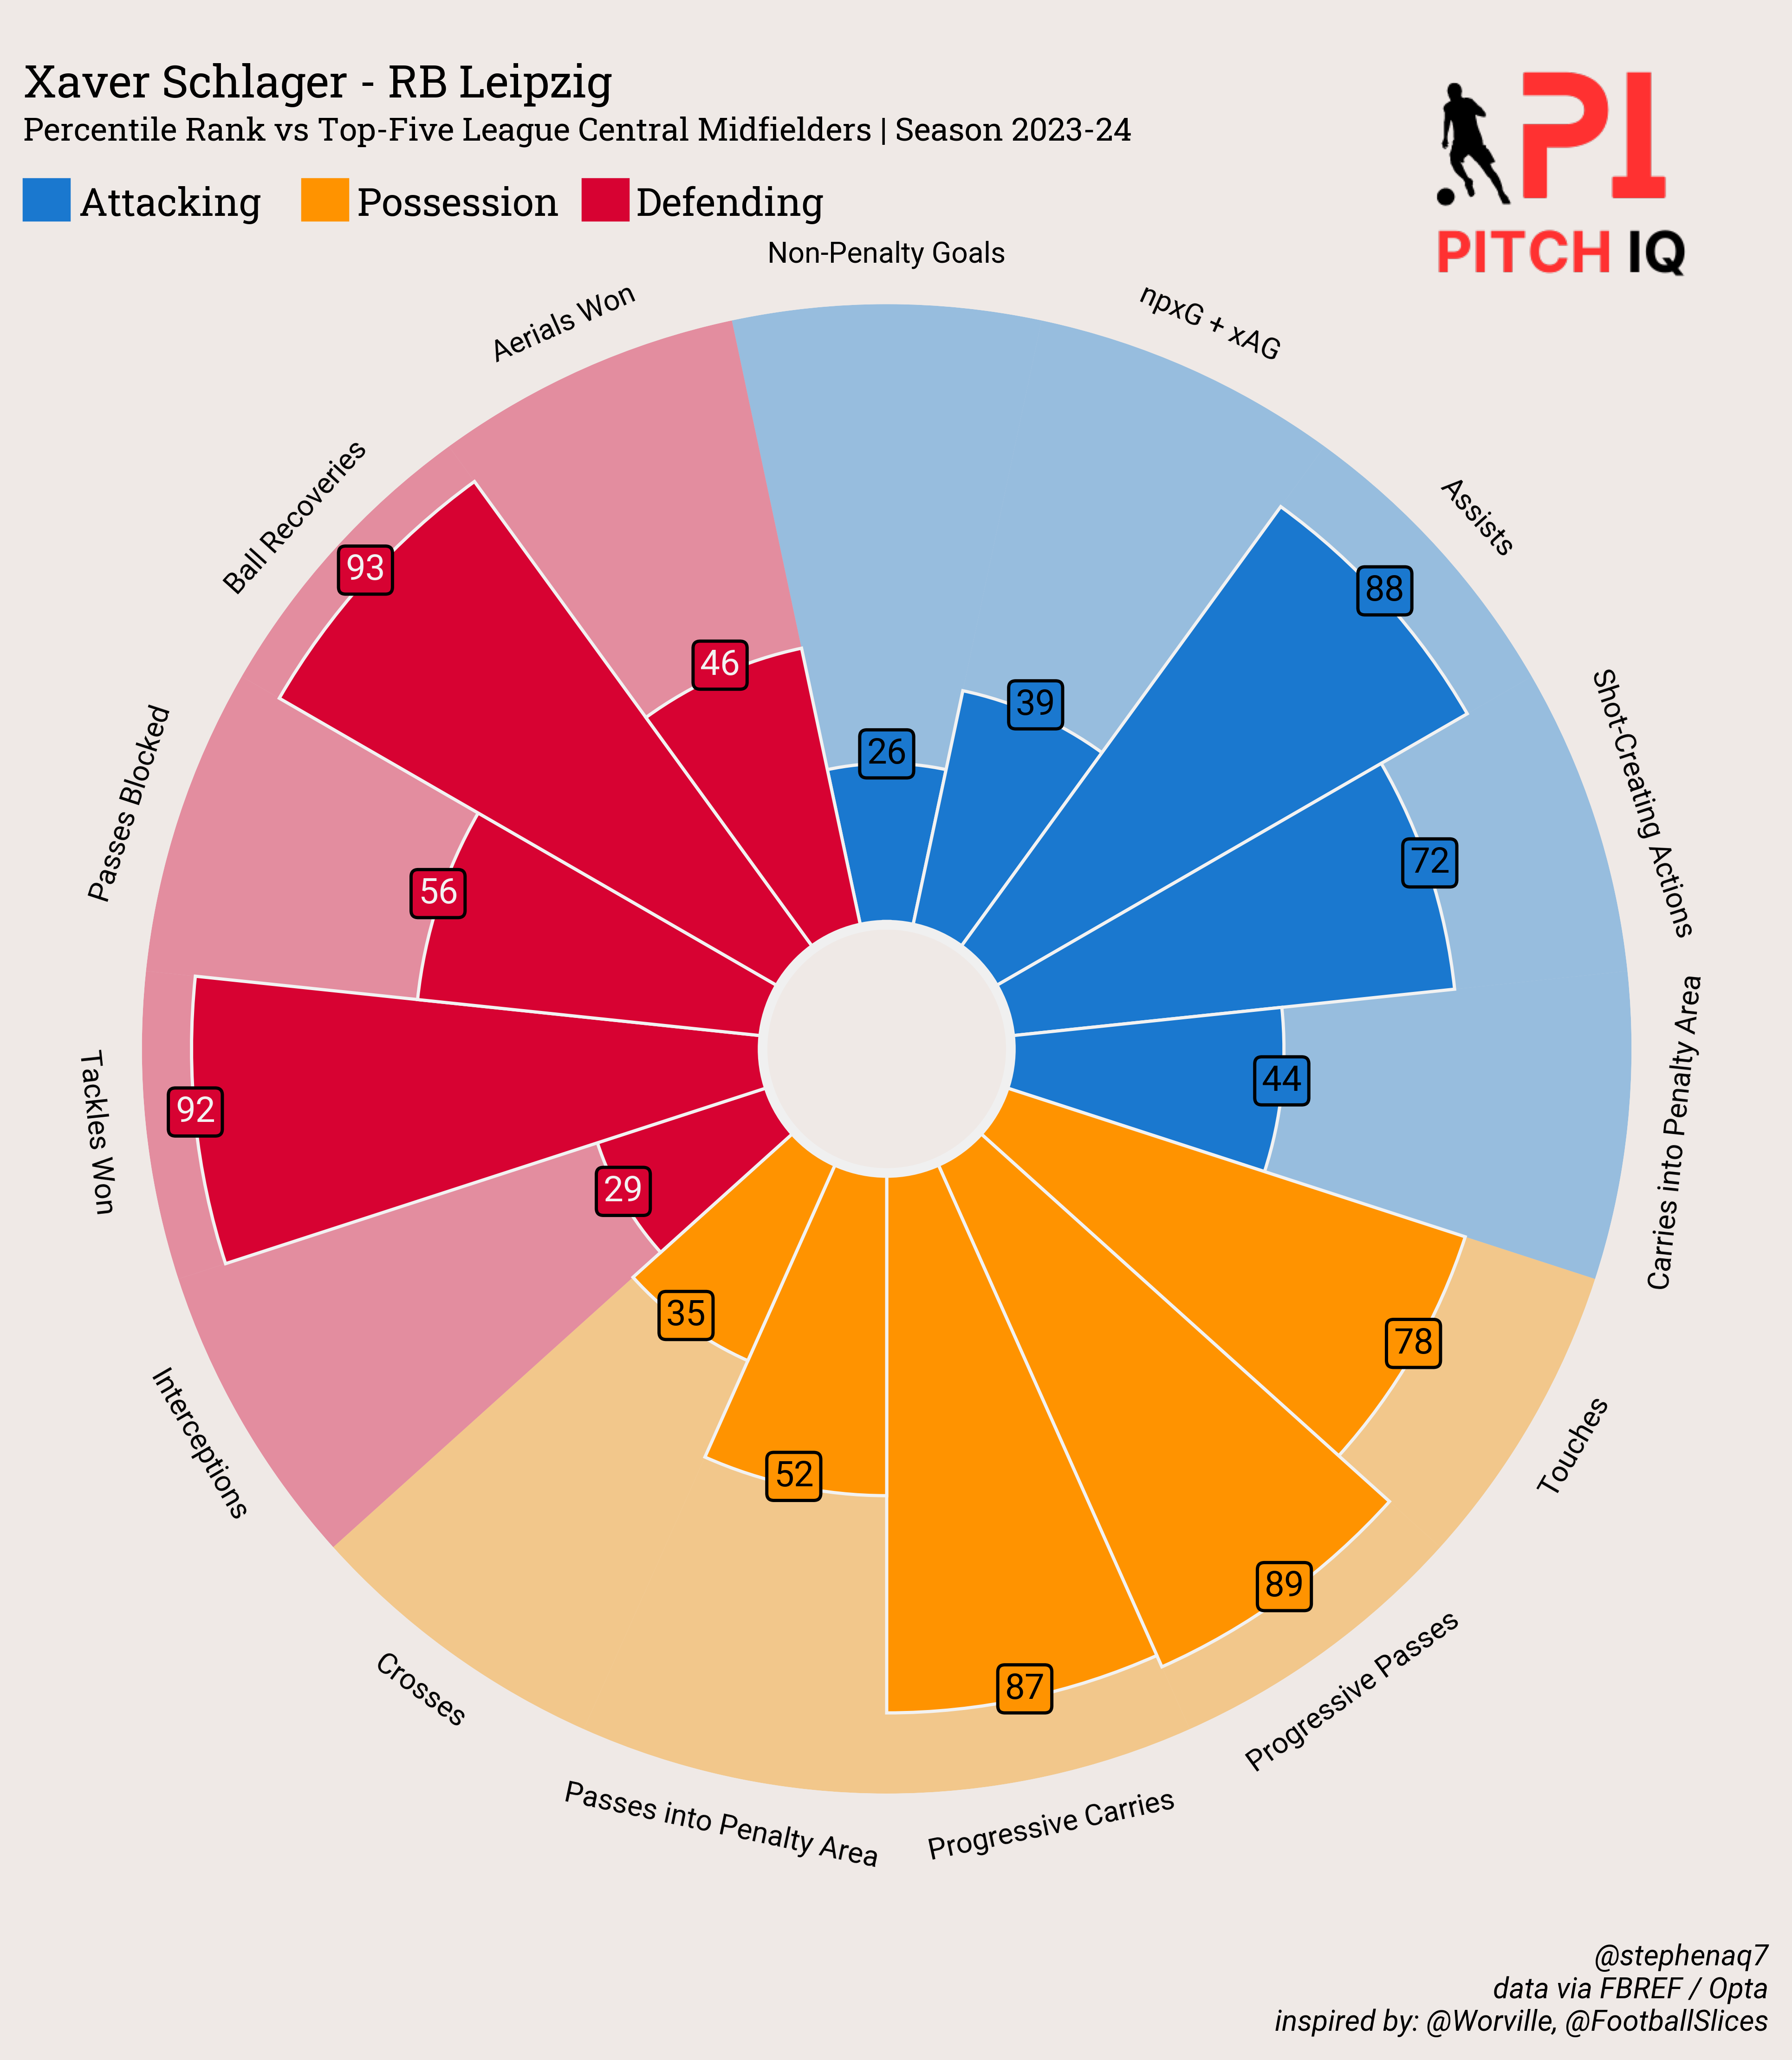 Xaver Schlager - RB Leipzig
Percentile Rank vs Top-Five League Central Midfielders | Season 2023-24
Attacking Possession Defending
PI
PITCH IQ
Non-Penalty Goals
npxG + xAG
Assists
Shot-Creating Actions
Carries into Penalty Area
Touches
Progressive Passes
Progressive Carries
Passes into Penalty Area
Crosses
Interceptions
Tackles Won
Passes Blocked
Ball Recoveries
Aerials Won
26
39
88
72
44
78
89
87
52
35
29
92
56
93
46
@stephenaq7
data via FBREF / Opta
inspired by: @Worville, @FootballSlices